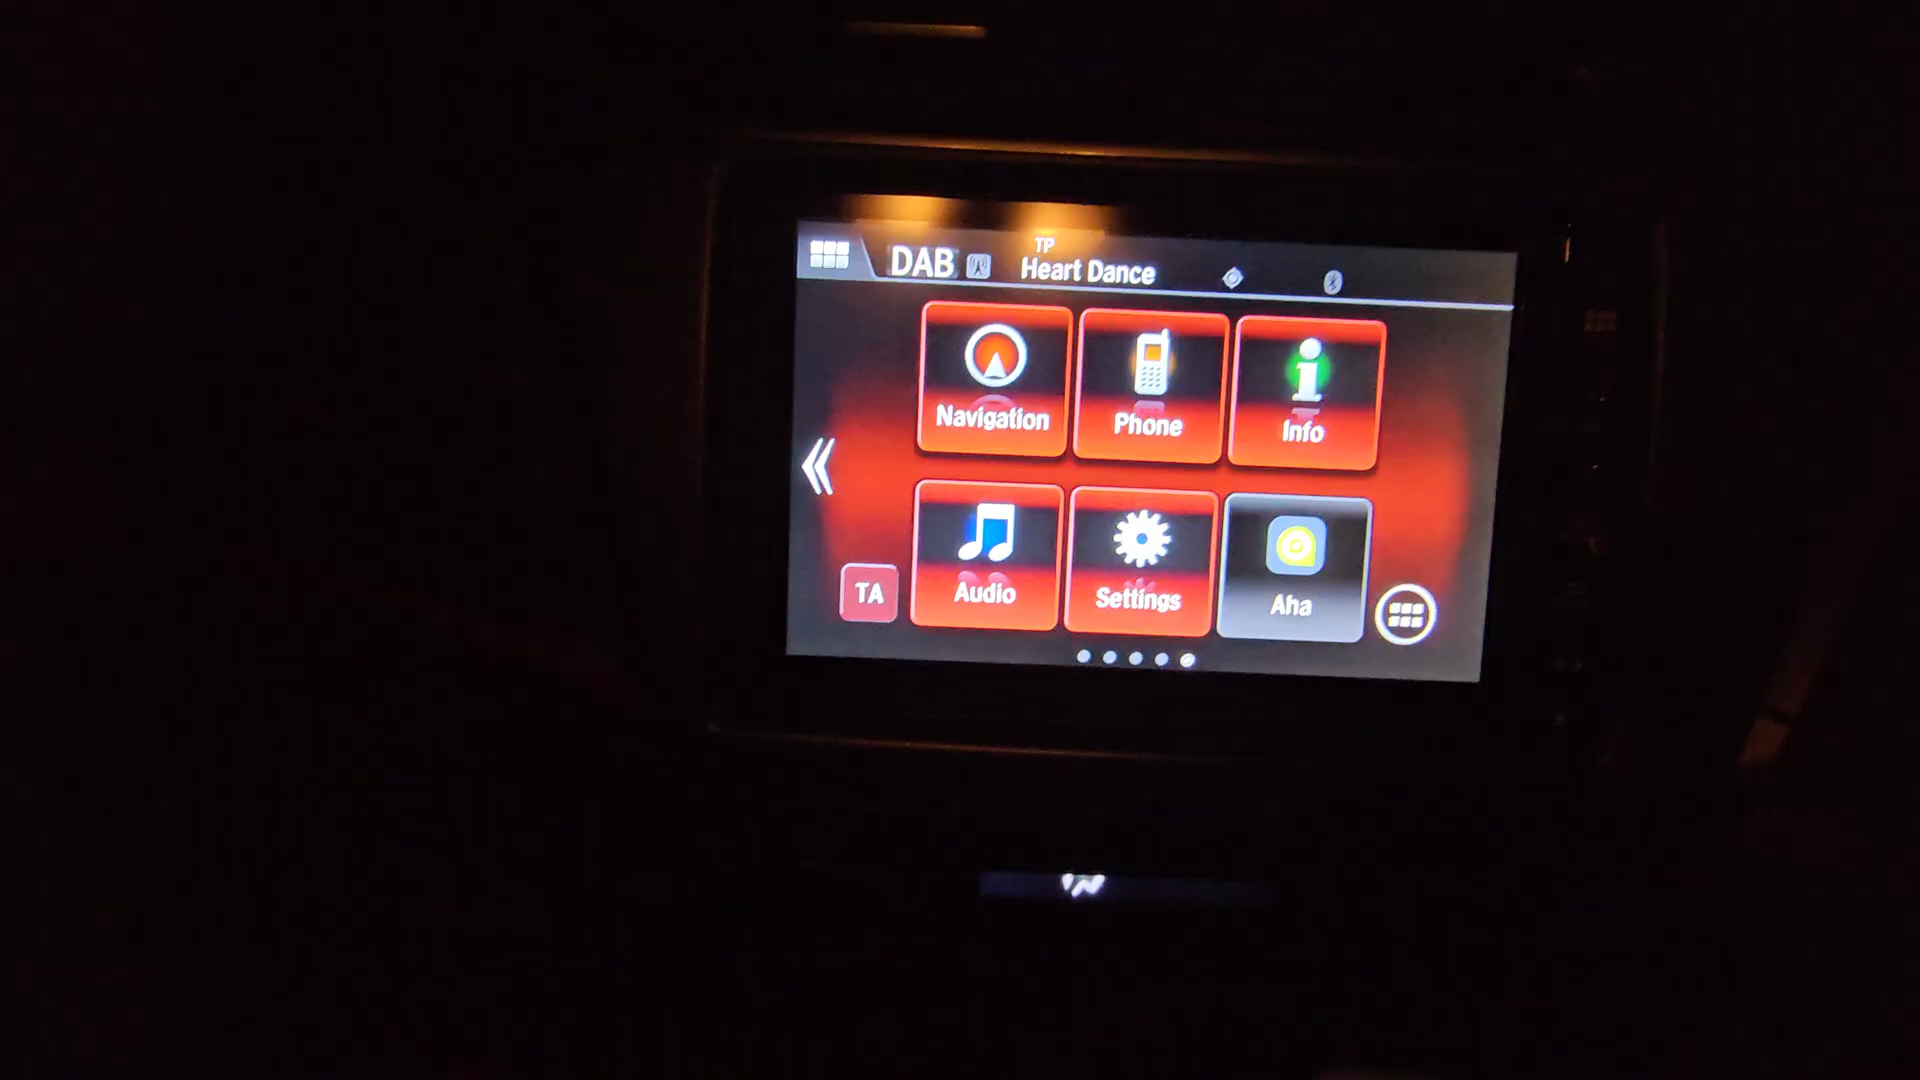 DAB
TP
Heart Dance
Navigation
Phone
Info
TA
Audio
Settings
Aha